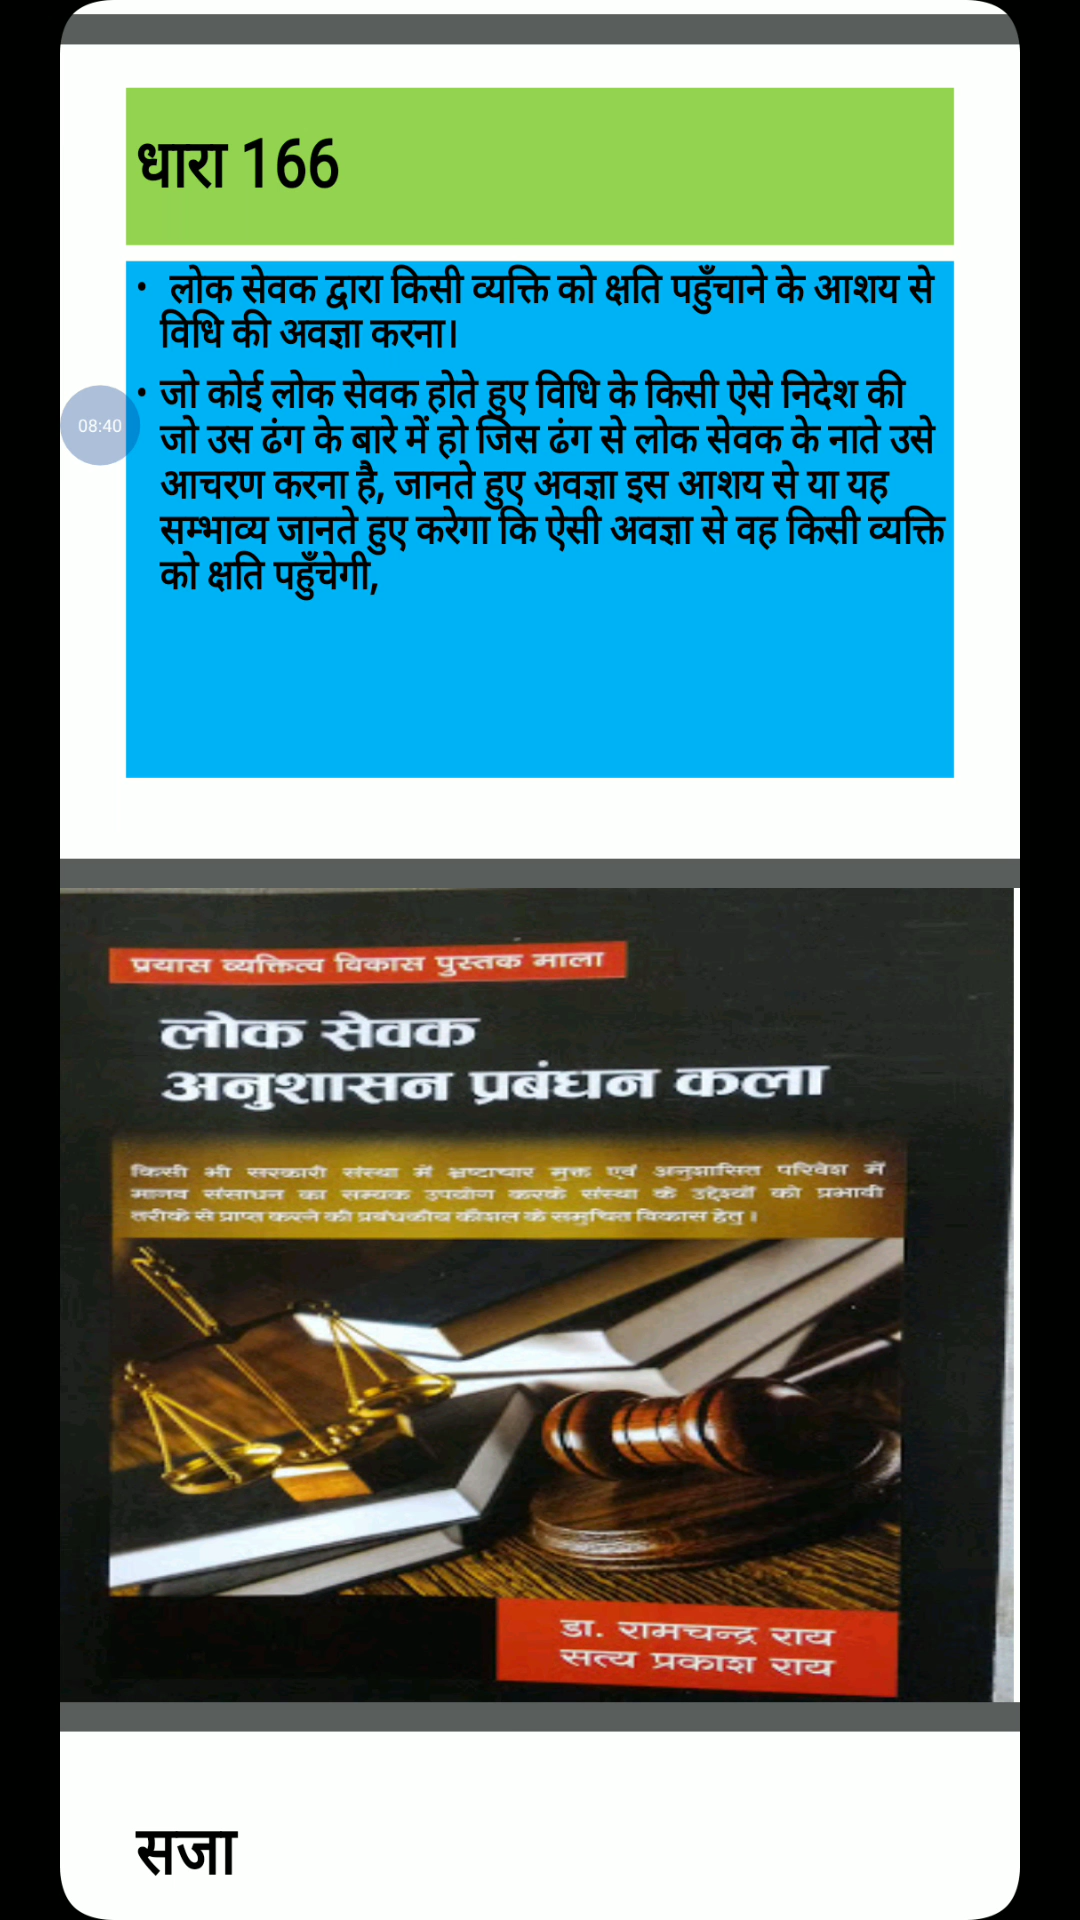 धारा 166
• लोक सेवक द्वारा किसी व्यक्ति को क्षति पहुँचाने के आशय से
विधि की अवज्ञा करना।
• जो कोई लोक सेवक होते हुए विधि के किसी ऐसे निदेश की
जो उस ढंग के बारे में हो जिस ढंग से लोक सेवक के नाते उसे
आचरण करना है, जानते हुए अवज्ञा इस आशय से या यह
सम्भाव्य जानते हुए करेगा कि ऐसी अवज्ञा से वह किसी व्यक्ति
को क्षति पहुँचेगी,
08:40
प्रयास व्यक्तित्व विकास पुस्तक माला
लोक सेवक
अनुशासन प्रबंधन कला
किसी भी सरकारी संस्था में भ्रष्टाचार मुक्त एवं अनुशासित परिवेश में
मानव संसाधन का सम्यक उपयोग करके संस्था के उद्देश्यों को प्रभावी
तरीके से प्राप्त करने की प्रबंधकीय कौशल के समुचित विकास हेतु।
डा. रामचन्द्र राय
सत्य प्रकाश राय
सजा